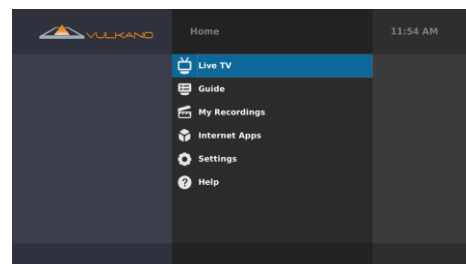 VULKANO
Home
11:54 AM
Live TV
Guide
My Recordings
Internet Apps
Settings
Help